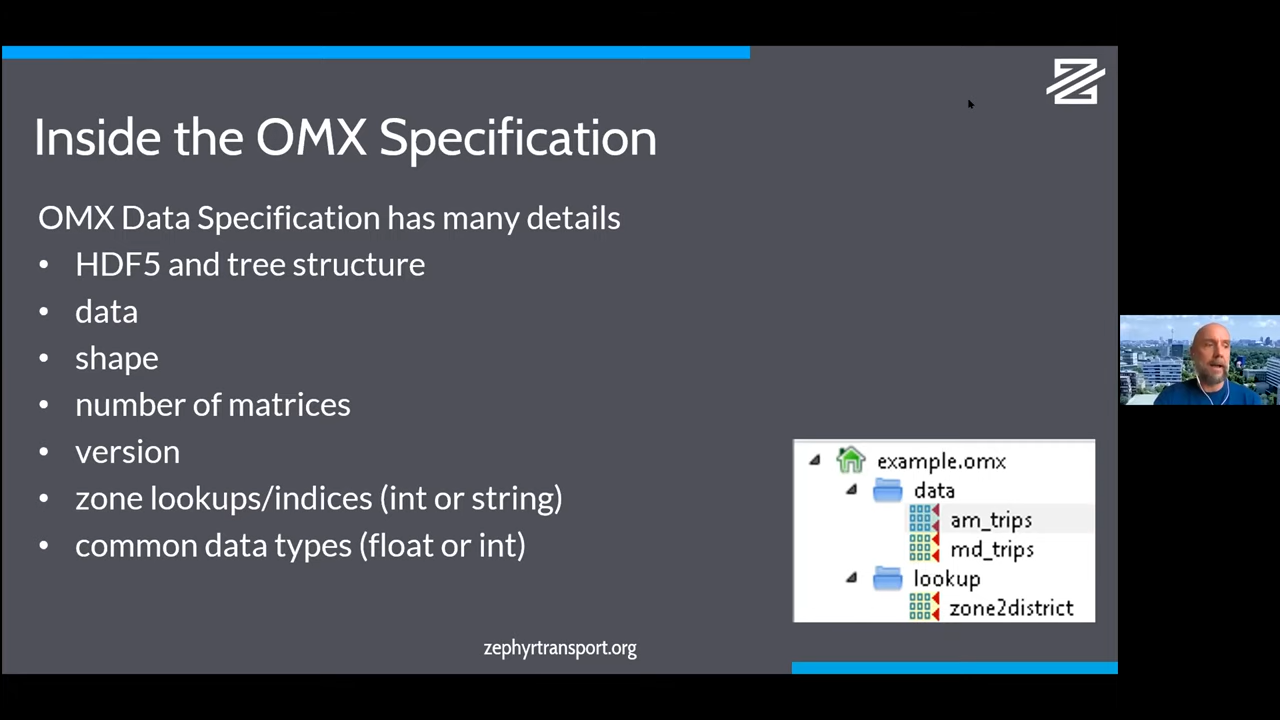 Inside the OMX Specification
OMX Data Specification has many details
• HDF5 and tree structure
• data
• shape
• number of matrices
• version
• zone lookups/indices (int or string)
• common data types (float or int)
example.omx
data
am_trips
md_trips
lookup
zone2district
zephyrtransport.org